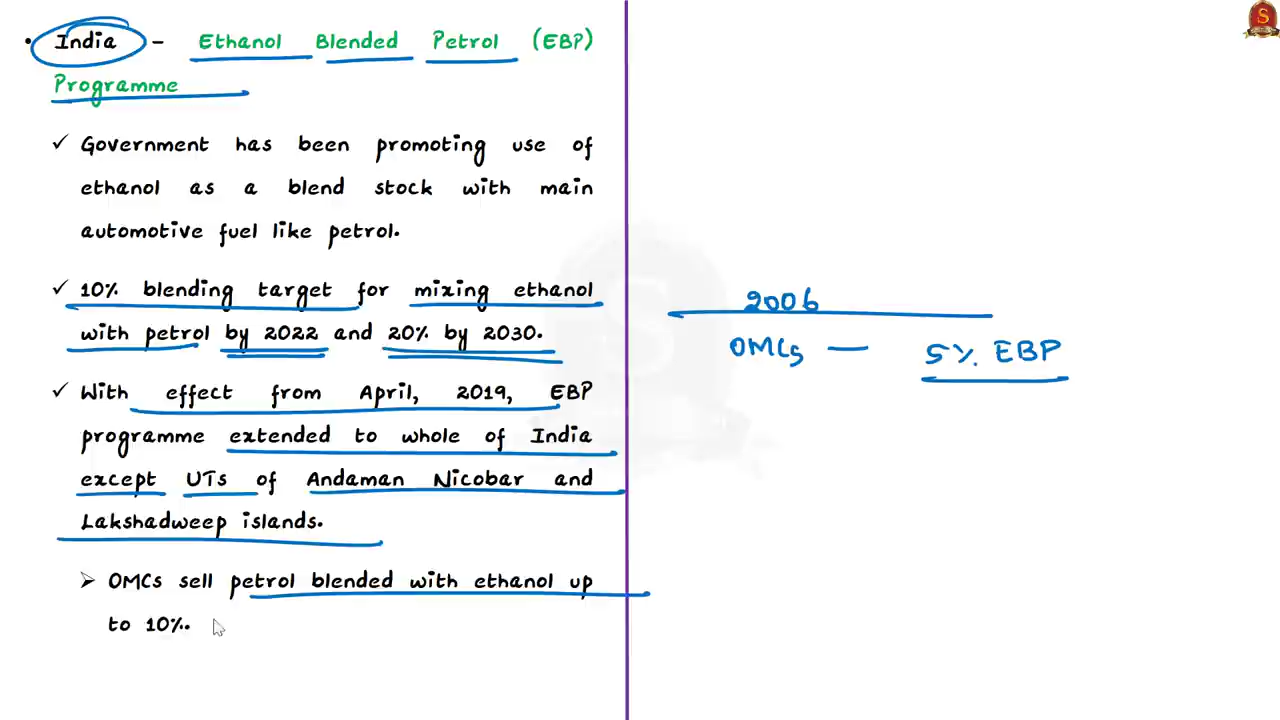 • India - Ethanol Blended Petrol (EBP)
Programme
✓ Government has been promoting use of
ethanol as a blend stock with main
automotive fuel like petrol.
✓ 10% blending target for mixing ethanol
with petrol by 2022 and 20% by 2030.
✓ With effect from April, 2019, EBP
programme extended to whole of India
except UTs of Andaman Nicobar and
Lakshadweep islands.
➢ OMCs sell petrol blended with ethanol up
to 10%.
2006
OMCs — 5% EBP
S
S